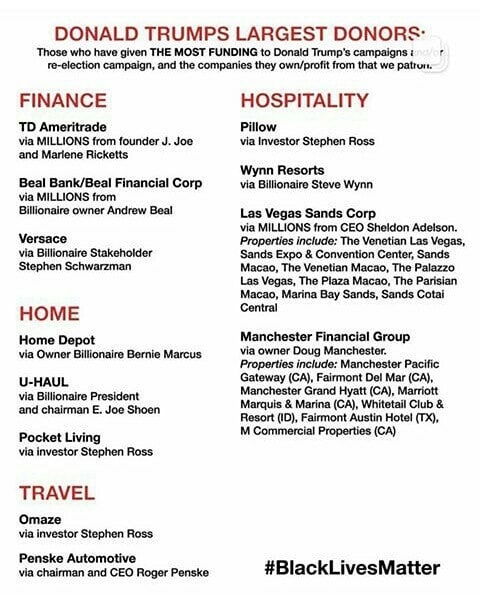 DONALD TRUMPS LARGEST DONORS:
Those who have given THE MOST FUNDING to Donald Trump's campaigns and/or
re-election campaign, and the companies they own/profit from that we patron.
FINANCE
TD Ameritrade
via MILLIONS from founder J. Joe
and Marlene Ricketts
Beal Bank/Beal Financial Corp
via MILLIONS from
Billionaire owner Andrew Beal
Versace
via Billionaire Stakeholder
Stephen Schwarzman
HOME
Home Depot
via Owner Billionaire Bernie Marcus
U-HAUL
via Billionaire President
and chairman E. Joe Shoen
Pocket Living
via investor Stephen Ross
TRAVEL
Omaze
via investor Stephen Ross
Penske Automotive
via chairman and CEO Roger Penske
HOSPITALITY
Pillow
via Investor Stephen Ross
Wynn Resorts
via Billionaire Steve Wynn
Las Vegas Sands Corp
via MILLIONS from CEO Sheldon Adelson.
Properties include: The Venetian Las Vegas,
Sands Expo & Convention Center, Sands
Macao, The Venetian Macao, The Palazzo
Las Vegas, The Plaza Macao, The Parisian
Macao, Marina Bay Sands, Sands Cotai
Central
Manchester Financial Group
via owner Doug Manchester.
Properties include: Manchester Pacific
Gateway (CA), Fairmont Del Mar (CA),
Manchester Grand Hyatt (CA), Marriott
Marquis & Marina (CA), Whitetail Club &
Resort (ID), Fairmont Austin Hotel (TX),
M Commercial Properties (CA)
#BlackLivesMatter